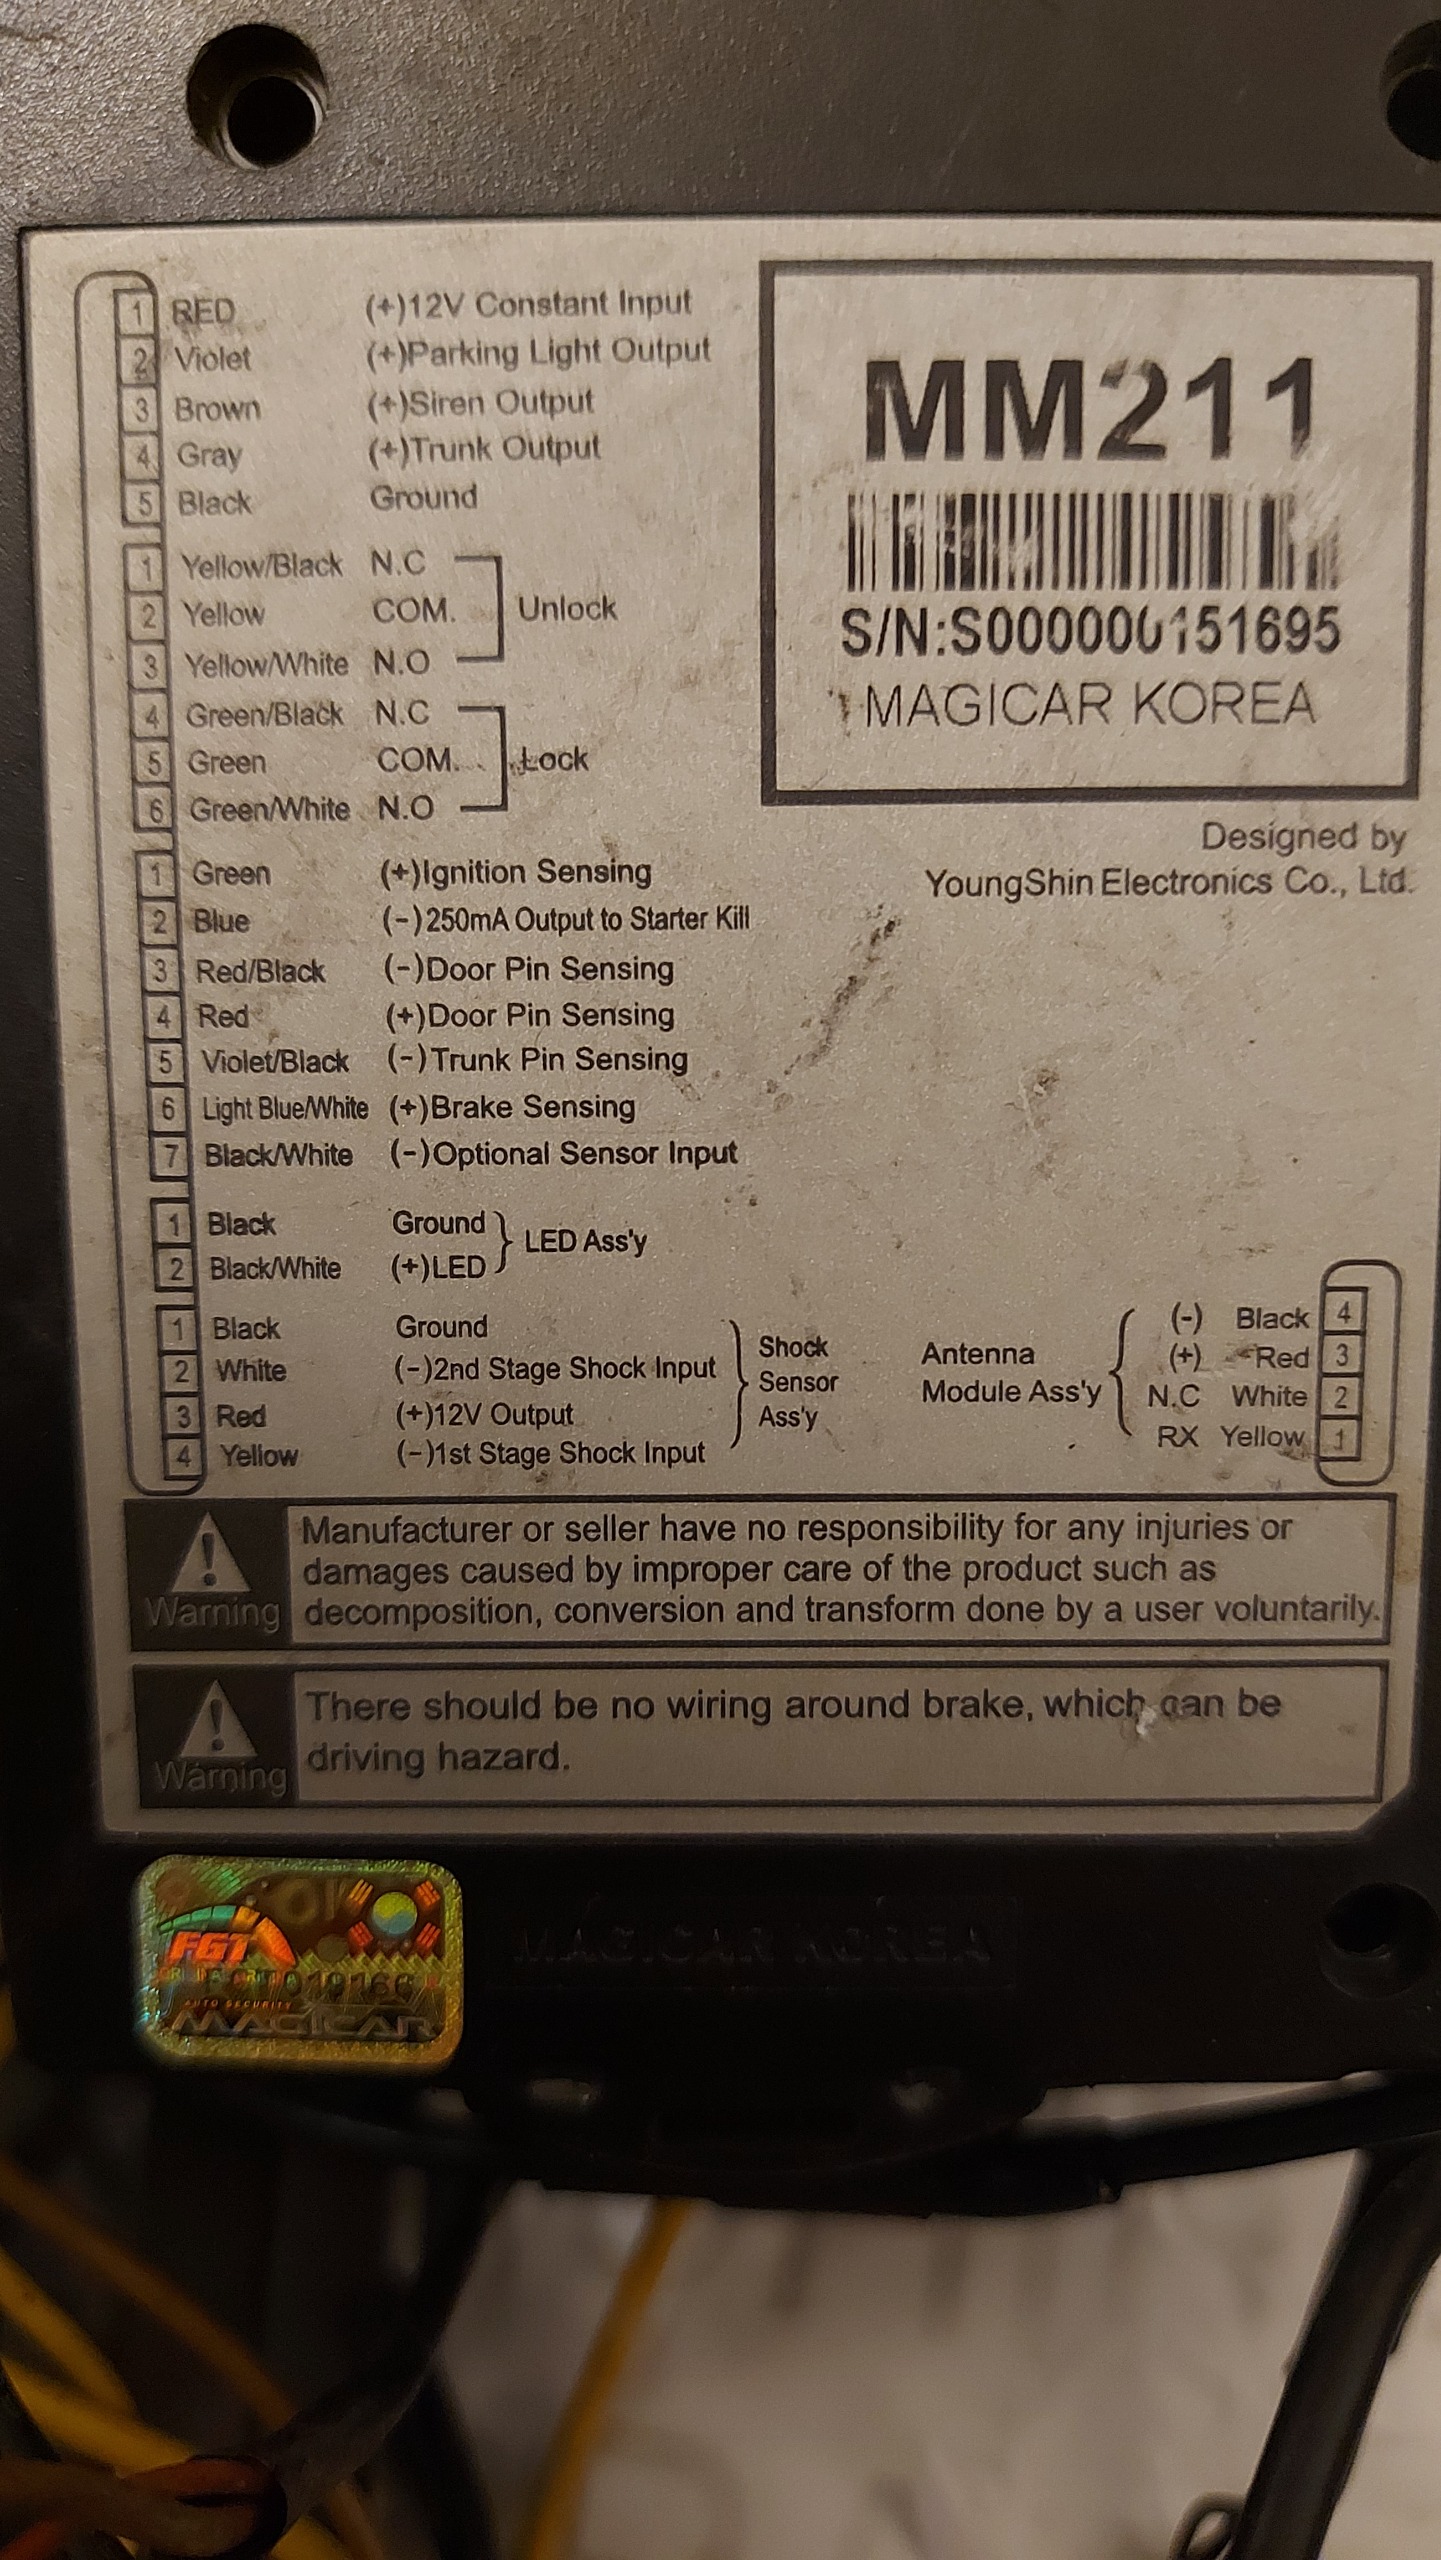 1 RED (+)12V Constant Input
2 Violet (+)Parking Light Output
3 Brown (+)Siren Output
4 Gray (+)Trunk Output
5 Black Ground
1 Yellow/Black N.C
2 Yellow COM. Unlock
3 Yellow/White N.O
4 Green/Black N.C
5 Green COM. Lock
6 Green/White N.O
1 Green (+)Ignition Sensing
2 Blue (-)250mA Output to Starter Kill
3 Red/Black (-)Door Pin Sensing
4 Red (+)Door Pin Sensing
5 Violet/Black (-)Trunk Pin Sensing
6 Light Blue/White (+)Brake Sensing
7 Black/White (-)Optional Sensor Input
1 Black Ground
2 Black/White (+)LED
LED Ass'y
1 Black Ground
2 White (-)2nd Stage Shock Input
3 Red (+)12V Output
4 Yellow (-)1st Stage Shock Input
Shock
Sensor
Ass'y
MM211
S/N:S000000151695
MAGICAR KOREA
Designed by
YoungShin Electronics Co., Ltd.
Antenna
Module Ass'y
(-) Black 4
(+) Red 3
N.C White 2
RX Yellow 1
Warning
Manufacturer or seller have no responsibility for any injuries or
damages caused by improper care of the product such as
decomposition, conversion and transform done by a user voluntarily.
Warning
There should be no wiring around brake, which can be
driving hazard.
FGT
AUTO SECURITY
MAGICAR
MAGICAR KOREA